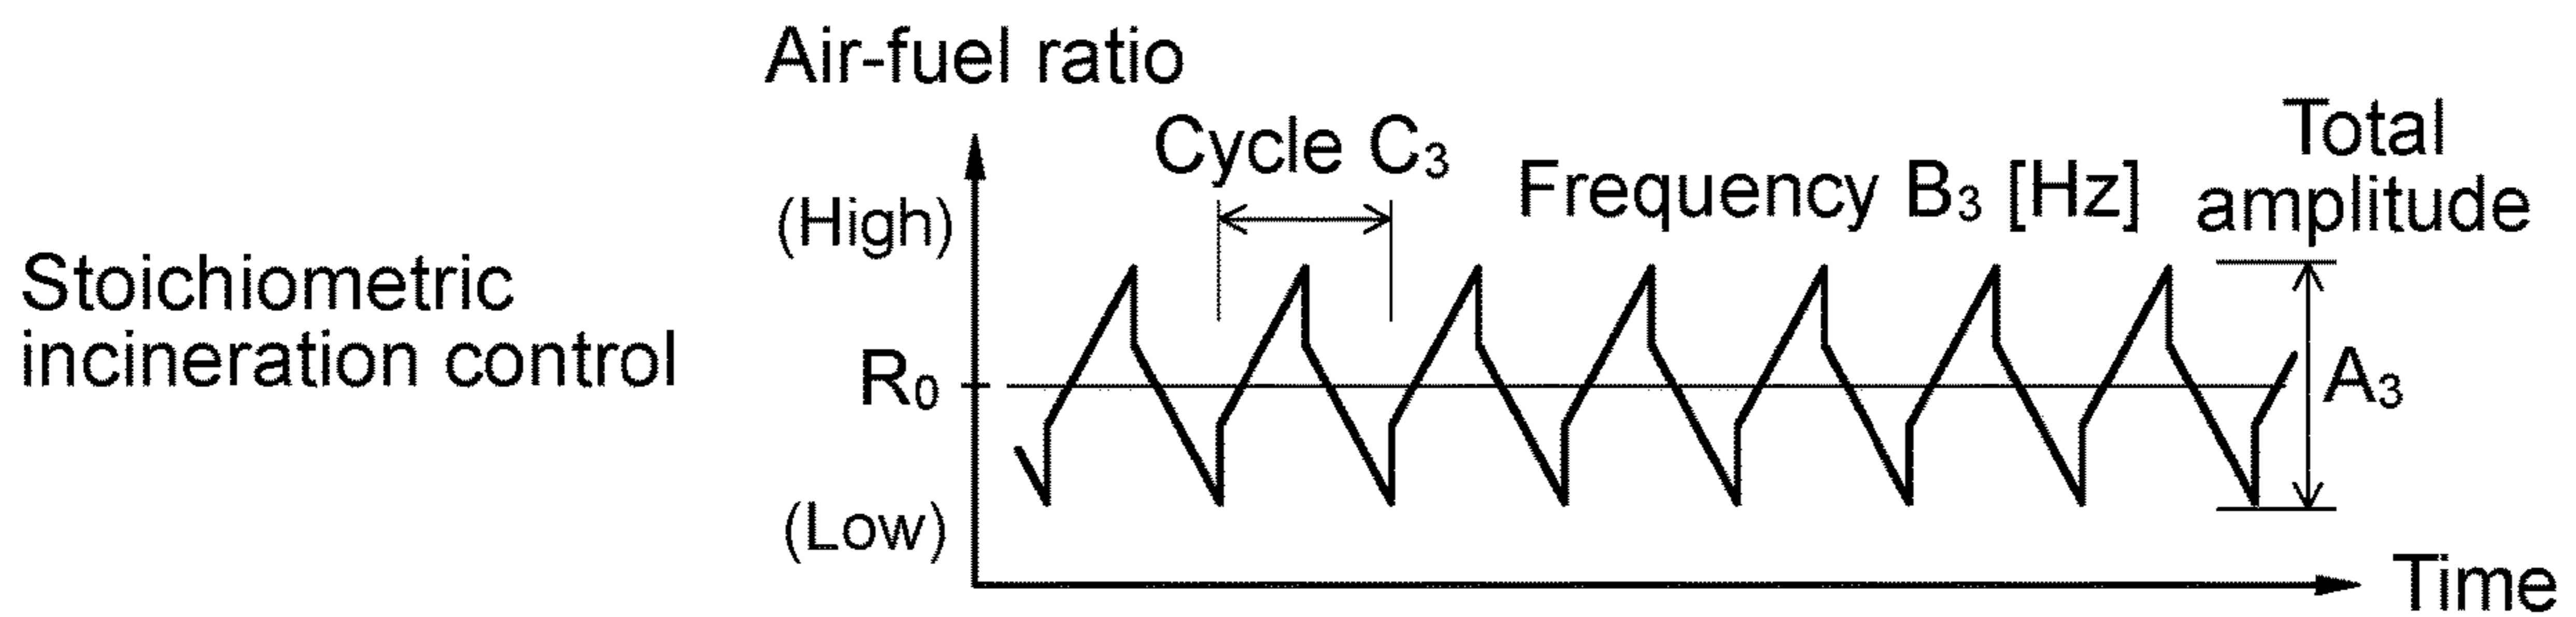 Air-fuel ratio
Cycle C₃
Total
amplitude
Frequency B₃ [Hz]
(High)
Stoichiometric
incineration control
R₀
A₃
(Low)
Time